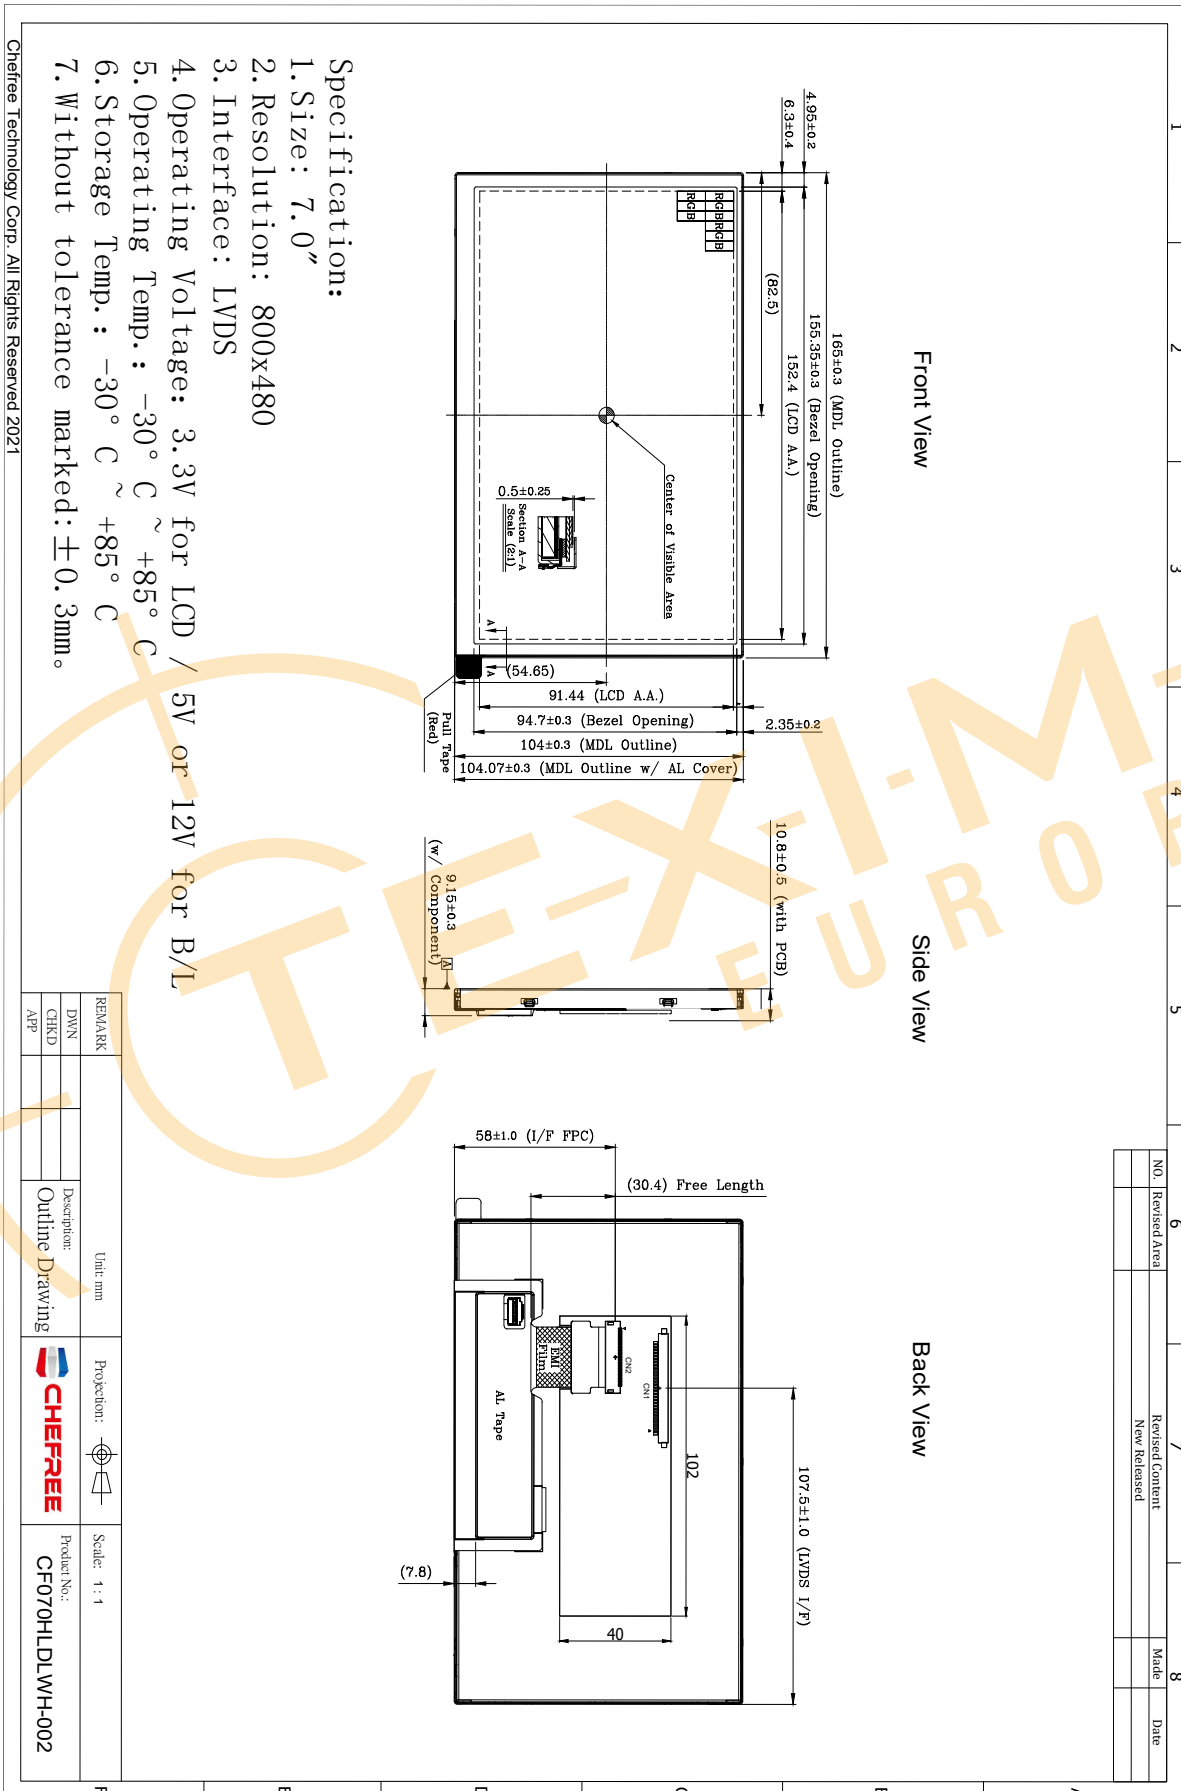 1
2
3
4
5
6
7
8
NO.
Revised Area
Revised Content
Made
Date
New Released
Front View
Side View
Back View
165±0.3 (MDL Outline)
155.35±0.3 (Bezel Opening)
152.4 (LCD A.A.)
(82.5)
4.95±0.2
6.3±0.4
RGBRGB
RGB
Center of Visible Area
0.5±0.25
Section A-A
Scale (2:1)
A
A
(54.65)
91.44 (LCD A.A.)
94.7±0.3 (Bezel Opening)
104±0.3 (MDL Outline)
104.07±0.3 (MDL Outline w/ AL Cover)
2.35±0.2
Pull Tape
(Red)
10.8±0.5 (with PCB)
9.15±0.3
(w/ Component)
A
58±1.0 (I/F FPC)
(30.4) Free Length
107.5±1.0 (LVDS I/F)
CN1
CN2
102
40
EMI
Film
AL Tape
(7.8)
Specification:
1.Size: 7.0"
2.Resolution: 800x480
3.Interface: LVDS
4.Operating Voltage: 3.3V for LCD / 5V or 12V for B/L
5.Operating Temp.: -30°C ~ +85°C
6.Storage Temp.: -30°C ~ +85°C
7.Without tolerance marked:±0.3mm。
REMARK
Unit: mm
Projection:
Scale: 1:1
DWN
CHKD
APP
Description:
Outline Drawing
CHEFREE
Product No.:
CF070HLDLWH-002
Chefree Technology Corp. All Rights Reserved 2021